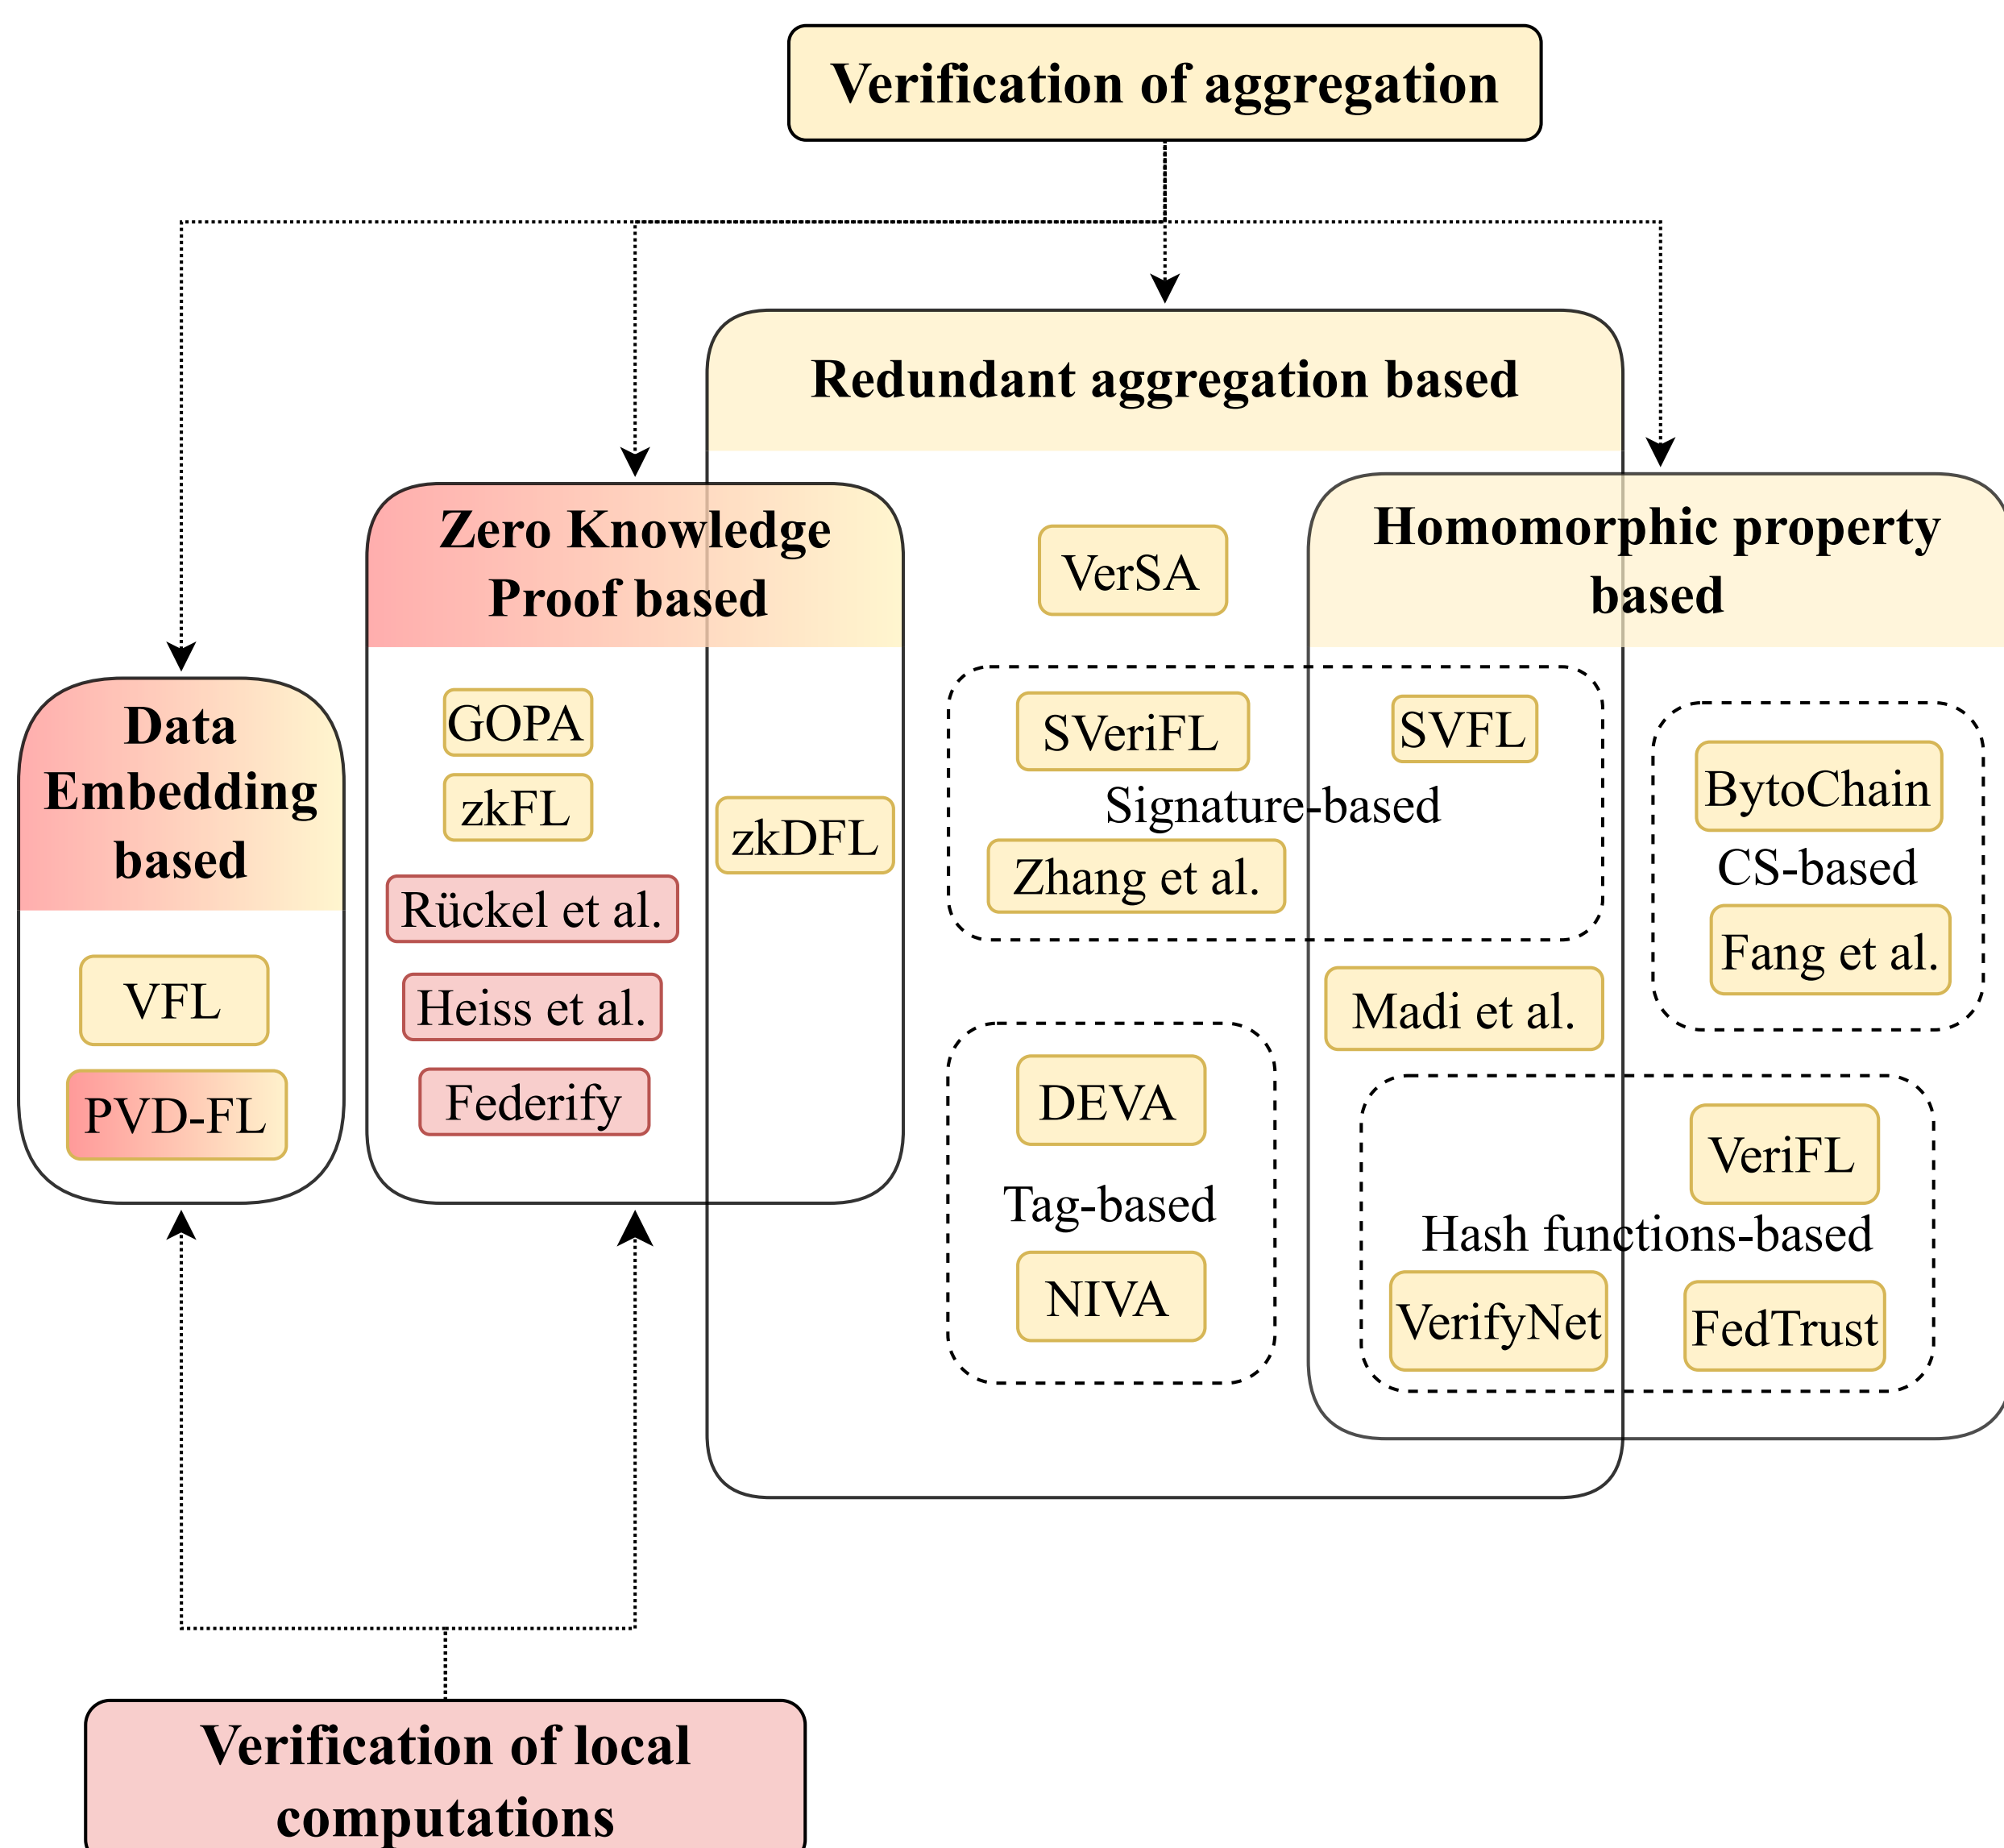 Verification of aggregation
Redundant aggregation based
Zero Knowledge
Proof based
Homomorphic property
based
Data
Embedding
based
VFL
PVD-FL
GOPA
zkFL
Rückel et al.
Heiss et al.
Federify
zkDFL
VerSA
SVeriFL
SVFL
Signature-based
Zhang et al.
BytoChain
CS-based
Fang et al.
Madi et al.
DEVA
Tag-based
NIVA
VeriFL
Hash functions-based
VerifyNet
FedTrust
Verification of local
computations